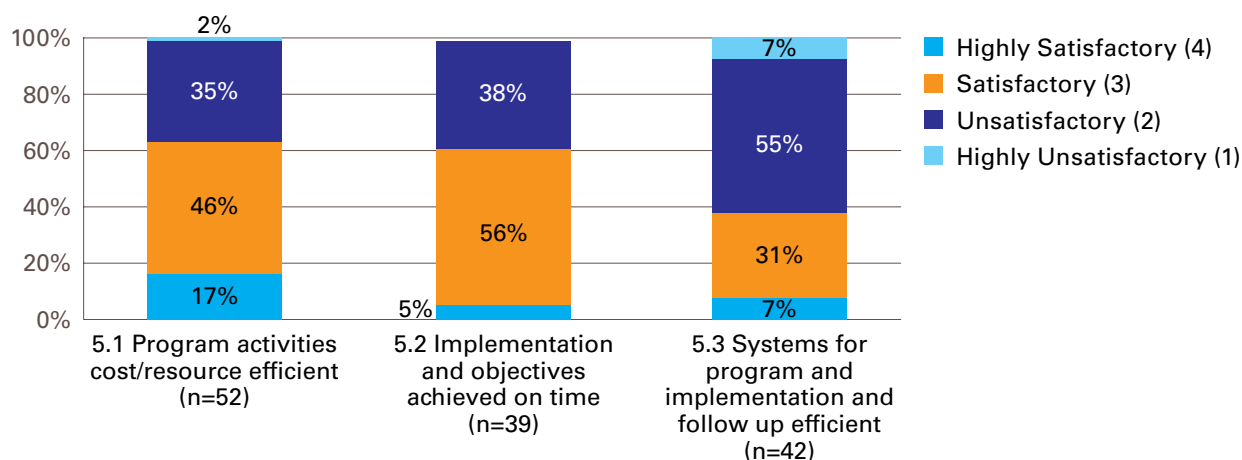 2%
100%
80%
60%
40%
20%
0%
35%
46%
17%
38%
56%
5%
7%
55%
31%
7%
5.1 Program activities
cost/resource efficient
(n=52)
5.2 Implementation
and objectives
achieved on time
(n=39)
5.3 Systems for
program and
implementation and
follow up efficient
(n=42)
Highly Satisfactory (4)
Satisfactory (3)
Unsatisfactory (2)
Highly Unsatisfactory (1)